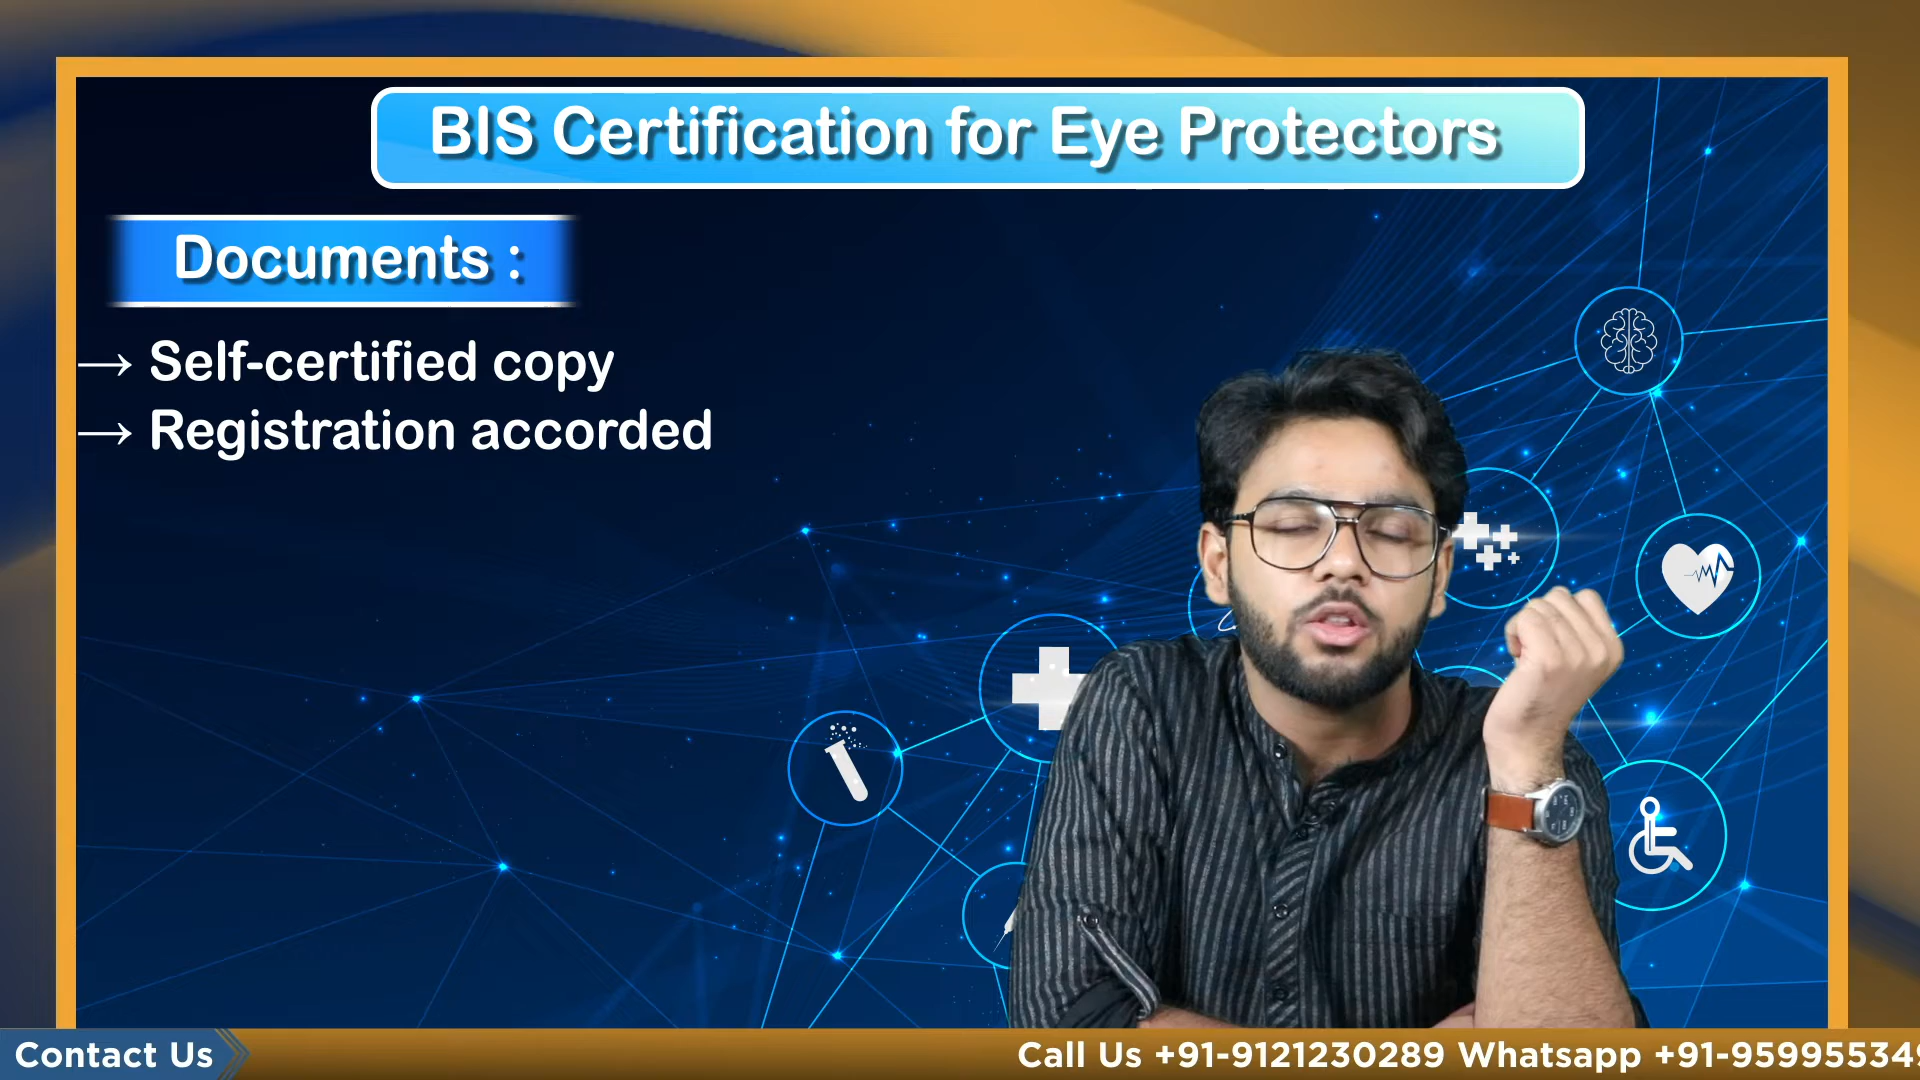 BIS Certification for Eye Protectors
Documents :
→ Self-certified copy
→ Registration accorded
Contact Us
Call Us +91-9121230289 Whatsapp